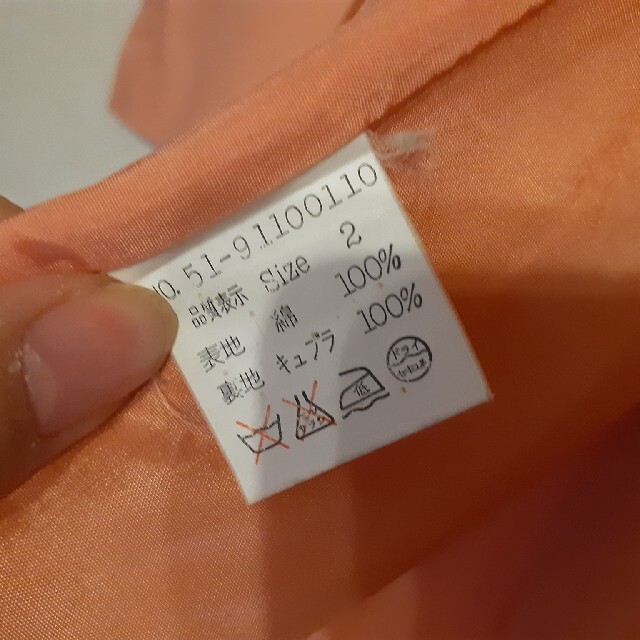 NO. 51-91100110
品質表示 Size 2
表地 綿 100%
裏地 キュプラ 100%
低 ドライ